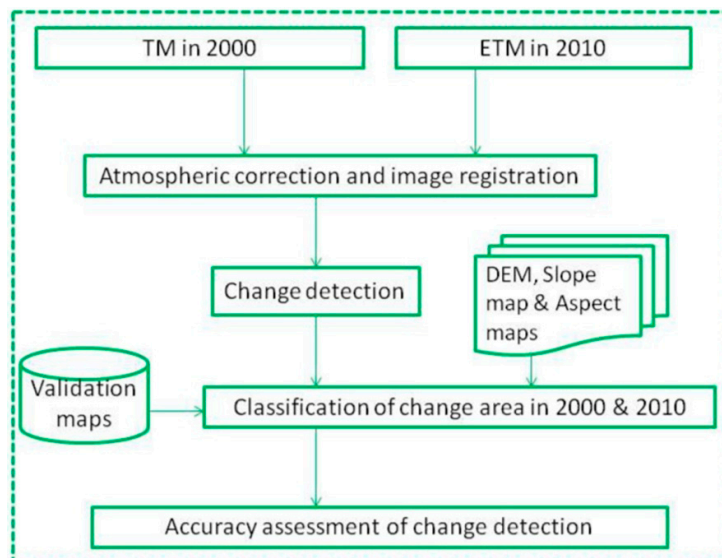 TM in 2000
ETM in 2010
Atmospheric correction and image registration
Change detection
DEM, Slope
map & Aspect
maps
Validation
maps
Classification of change area in 2000 & 2010
Accuracy assessment of change detection